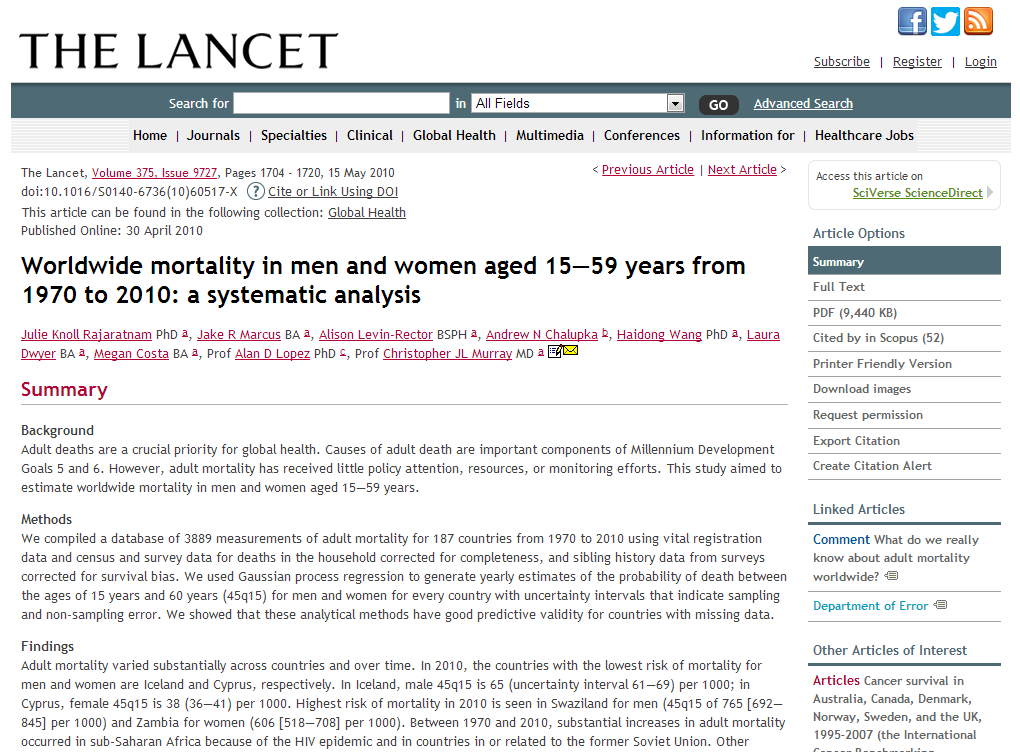 THE LANCET
Subscribe | Register | Login
Search for in All Fields GO Advanced Search
Home | Journals | Specialties | Clinical | Global Health | Multimedia | Conferences | Information for | Healthcare Jobs
The Lancet, Volume 375, Issue 9727, Pages 1704 - 1720, 15 May 2010
< Previous Article | Next Article >
doi:10.1016/S0140-6736(10)60517-X ? Cite or Link Using DOI
This article can be found in the following collection: Global Health
Published Online: 30 April 2010
Worldwide mortality in men and women aged 15—59 years from
1970 to 2010: a systematic analysis
Julie Knoll Rajaratnam PhD a, Jake R Marcus BA a, Alison Levin-Rector BSPH a, Andrew N Chalupka b, Haidong Wang PhD a, Laura
Dwyer BA a, Megan Costa BA a, Prof Alan D Lopez PhD c, Prof Christopher JL Murray MD a
Summary
Background
Adult deaths are a crucial priority for global health. Causes of adult death are important components of Millennium Development
Goals 5 and 6. However, adult mortality has received little policy attention, resources, or monitoring efforts. This study aimed to
estimate worldwide mortality in men and women aged 15—59 years.
Methods
We compiled a database of 3889 measurements of adult mortality for 187 countries from 1970 to 2010 using vital registration
data and census and survey data for deaths in the household corrected for completeness, and sibling history data from surveys
corrected for survival bias. We used Gaussian process regression to generate yearly estimates of the probability of death between
the ages of 15 years and 60 years (45q15) for men and women for every country with uncertainty intervals that indicate sampling
and non-sampling error. We showed that these analytical methods have good predictive validity for countries with missing data.
Findings
Adult mortality varied substantially across countries and over time. In 2010, the countries with the lowest risk of mortality for
men and women are Iceland and Cyprus, respectively. In Iceland, male 45q15 is 65 (uncertainty interval 61—69) per 1000; in
Cyprus, female 45q15 is 38 (36—41) per 1000. Highest risk of mortality in 2010 is seen in Swaziland for men (45q15 of 765 [692—
845] per 1000) and Zambia for women (606 [518—708] per 1000). Between 1970 and 2010, substantial increases in adult mortality
occurred in sub-Saharan Africa because of the HIV epidemic and in countries in or related to the former Soviet Union. Other
Access this article on
SciVerse ScienceDirect
Article Options
Summary
Full Text
PDF (9,440 KB)
Cited by in Scopus (52)
Printer Friendly Version
Download images
Request permission
Export Citation
Create Citation Alert
Linked Articles
Comment What do we really
know about adult mortality
worldwide?
Department of Error
Other Articles of Interest
Articles Cancer survival in
Australia, Canada, Denmark,
Norway, Sweden, and the UK,
1995-2007 (the International
Cancer Benchmarking